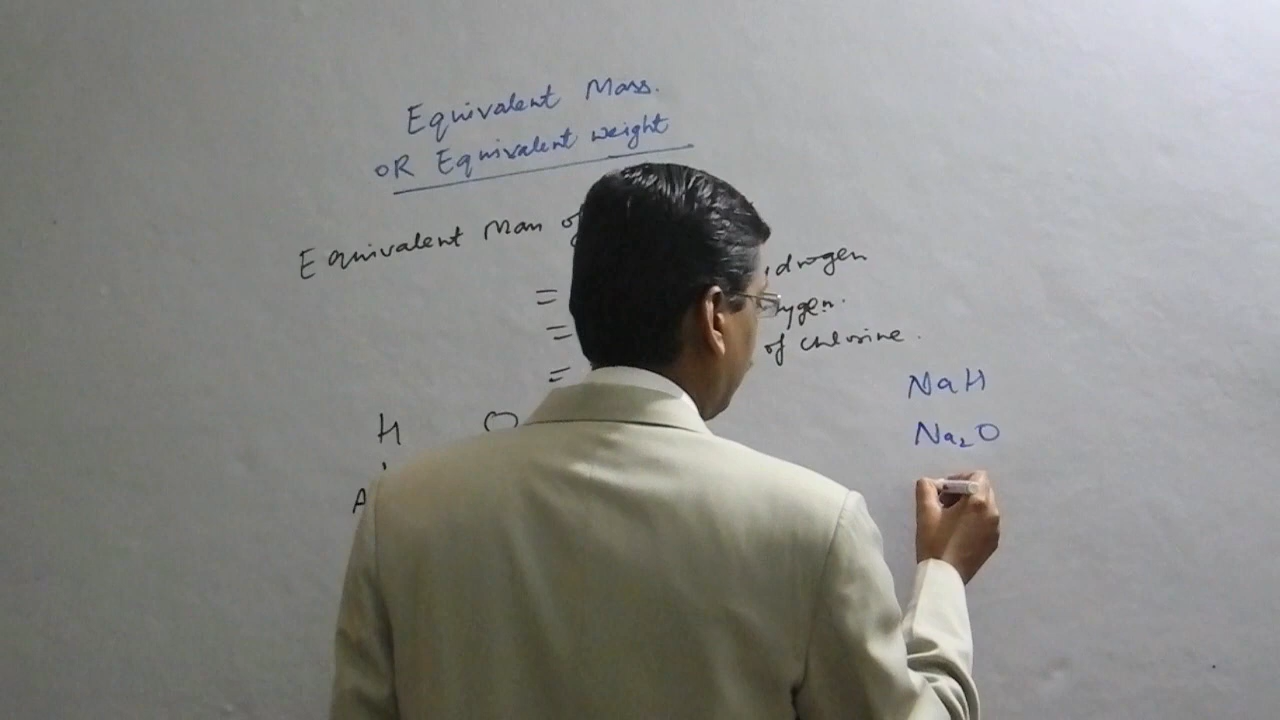 Equivalent Mass.
OR Equivalent weight
Equivalent Mass of
= drogen
= ygen.
= of chlorine.
NaH
H O
Na₂O
A